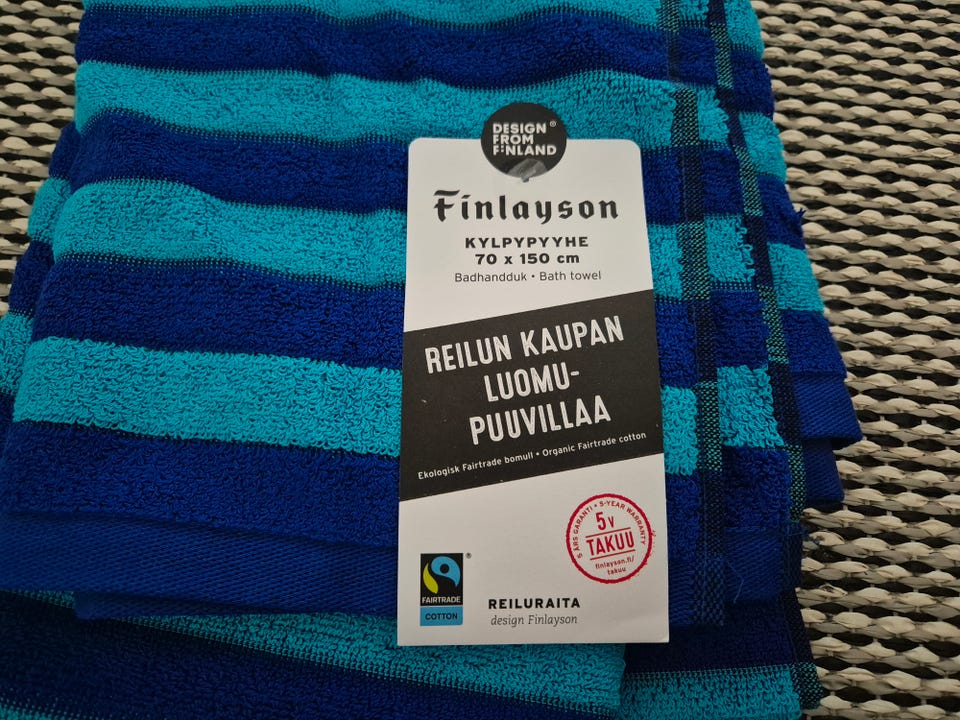 DESIGN
FROM
FINLAND
®
Finlayson
KYLPYPYYHE
70 x 150 cm
Badhandduk • Bath towel
REILUN KAUPAN
LUOMU-
PUUVILLAA
Ekologisk Fairtrade bomull • Organic Fairtrade cotton
5 ÅRS GARANTI • 5-YEAR WARRANTY
5V
TAKUU
finlayson.fi/
takuu
®
FAIRTRADE
COTTON
REILURAITA
design Finlayson